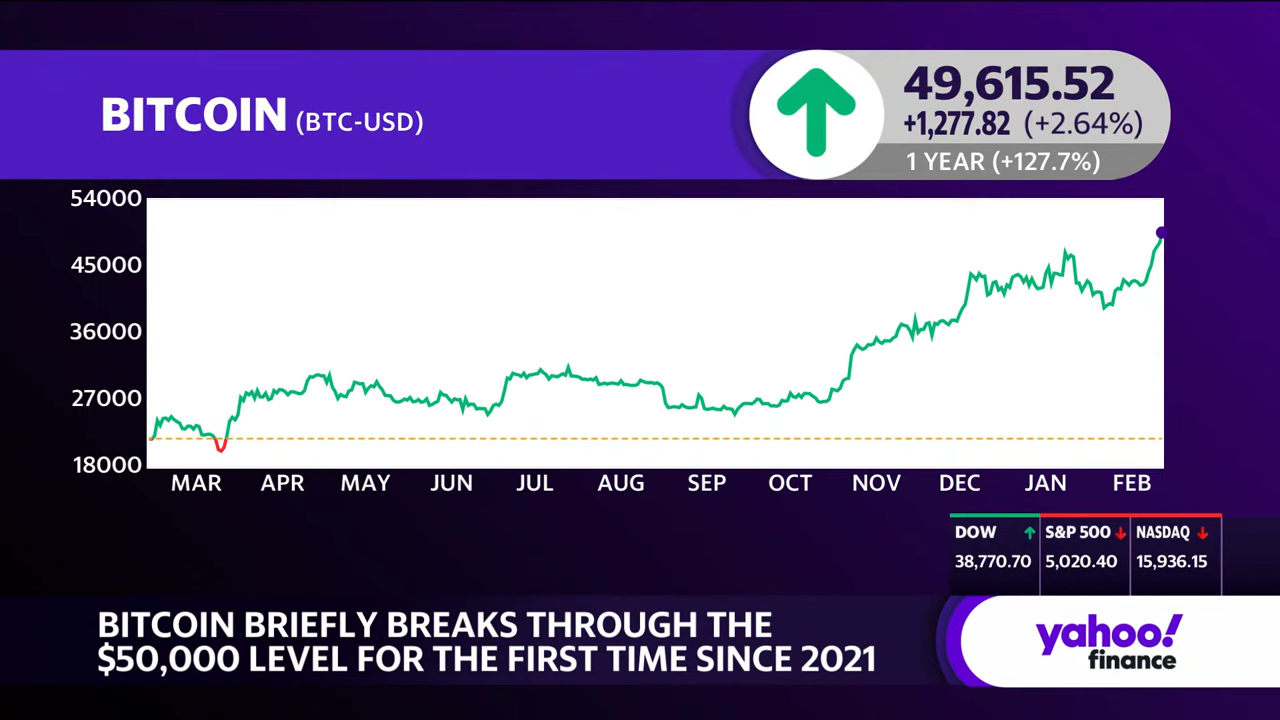 BITCOIN (BTC-USD)
49,615.52
+1,277.82 (+2.64%)
1 YEAR (+127.7%)
54000
45000
36000
27000
18000
MAR APR MAY JUN JUL AUG SEP OCT NOV DEC JAN FEB
DOW S&P 500 NASDAQ
38,770.70 5,020.40 15,936.15
BITCOIN BRIEFLY BREAKS THROUGH THE
$50,000 LEVEL FOR THE FIRST TIME SINCE 2021
yahoo!
finance